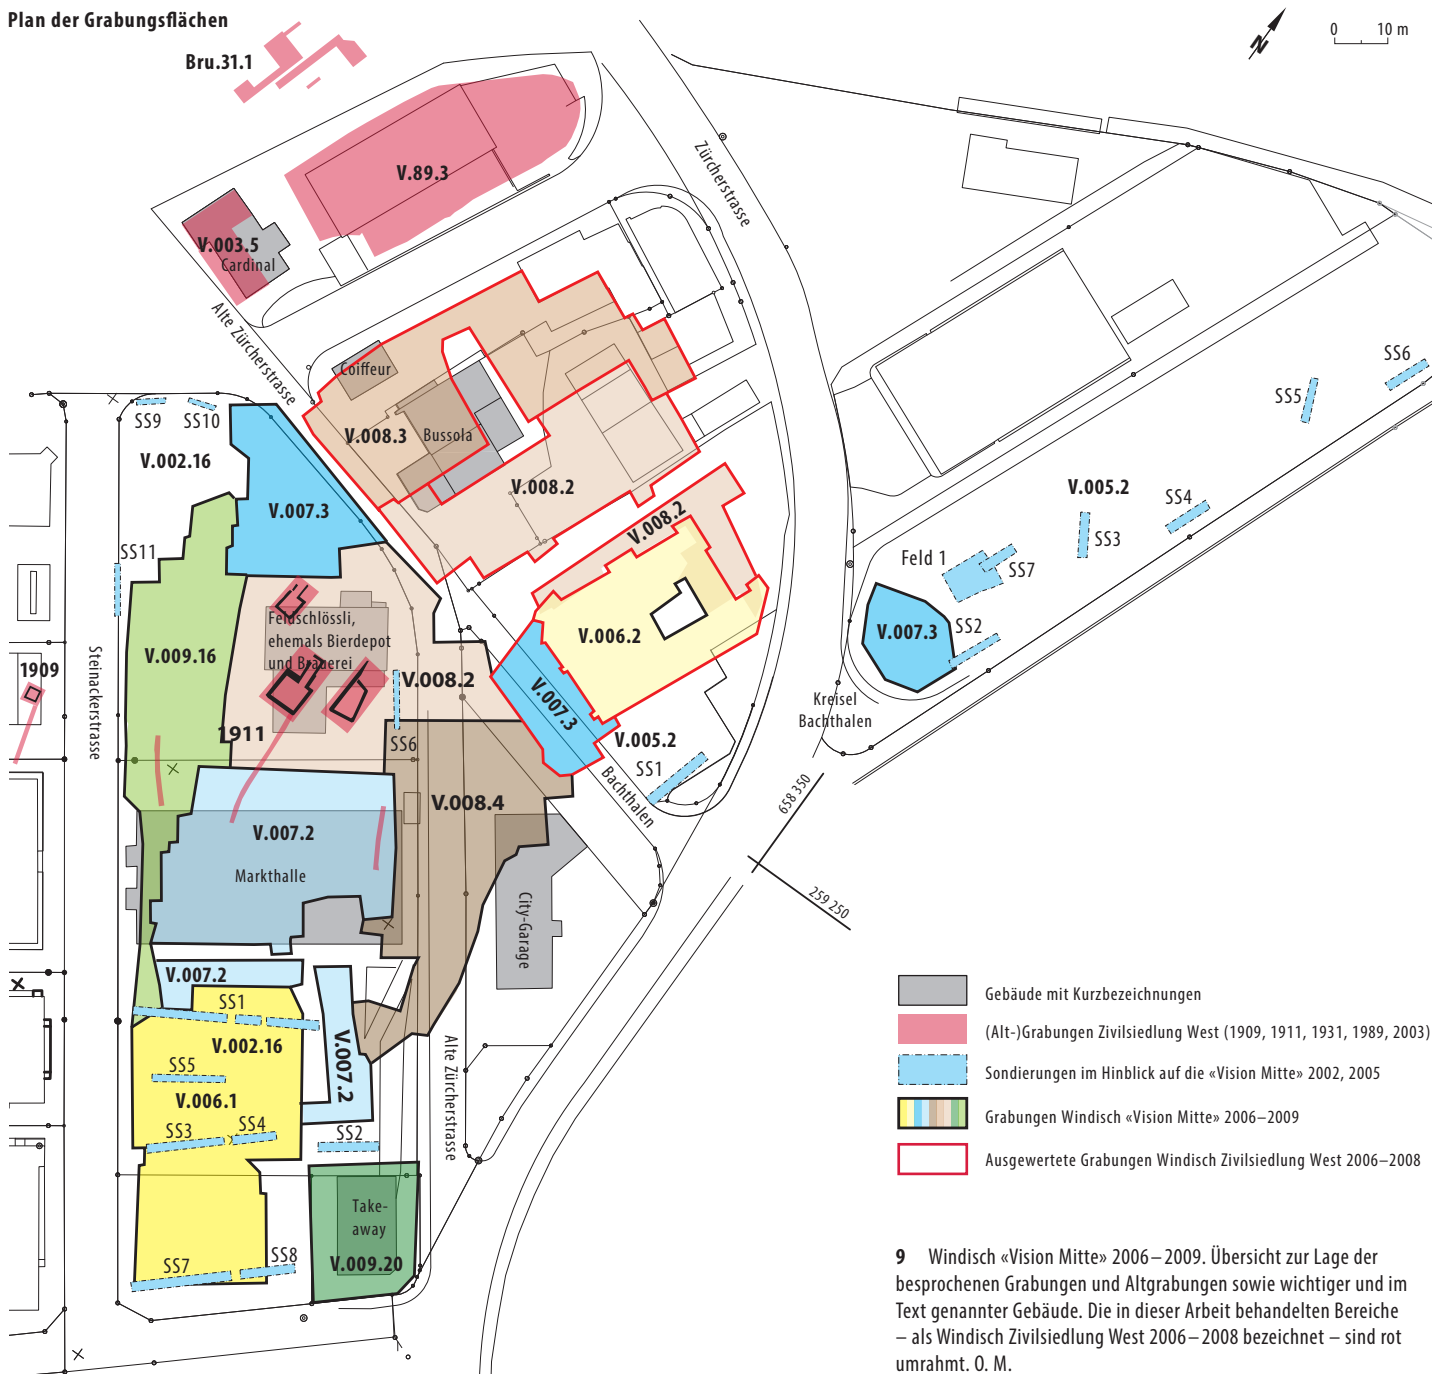 Plan der Grabungsflächen
Bru.31.1
N
0 10 m
V.89.3
V.003.5
Cardinal
Zürcherstrasse
Alte Zürcherstrasse
Coiffeur
V.008.3
Bussola
V.008.2
SS9
SS10
V.002.16
V.007.3
SS11
V.008.2
SS6
SS5
V.005.2
SS4
SS3
Feld 1
SS7
V.007.3
SS2
Feldschlössli,
ehemals Bierdepot
und Brauerei
V.006.2
V.009.16
1909
Steinackerstrasse
V.008.2
V.007.3
Kreisel
Bachthalen
1911
SS6
V.005.2
SS1
Bachthalen
658 350
V.008.4
V.007.2
Markthalle
City-Garage
259 250
V.007.2
SS1
V.002.16
V.007.2
SS5
V.006.1
SS3
SS4
SS2
Alte Zürcherstrasse
Take-
away
V.009.20
SS7
SS8
Gebäude mit Kurzbezeichnungen
(Alt-)Grabungen Zivilsiedlung West (1909, 1911, 1931, 1989, 2003)
Sondierungen im Hinblick auf die «Vision Mitte» 2002, 2005
Grabungen Windisch «Vision Mitte» 2006–2009
Ausgewertete Grabungen Windisch Zivilsiedlung West 2006–2008
9 Windisch «Vision Mitte» 2006–2009. Übersicht zur Lage der
besprochenen Grabungen und Altgrabungen sowie wichtiger und im
Text genannter Gebäude. Die in dieser Arbeit behandelten Bereiche
– als Windisch Zivilsiedlung West 2006–2008 bezeichnet – sind rot
umrahmt. O. M.